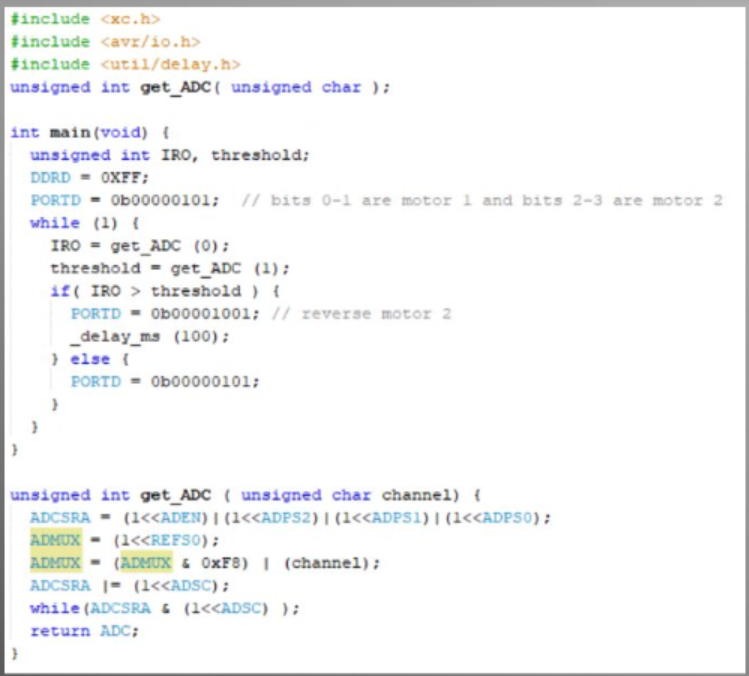 #include <xc.h>
#include <avr/io.h>
#include <util/delay.h>
unsigned int get_ADC( unsigned char );

int main(void) {
  unsigned int IRO, threshold;
  DDRD = 0XFF;
  PORTD = 0b00000101;  // bits 0-1 are motor 1 and bits 2-3 are motor 2
  while (1) {
    IRO = get_ADC (0);
    threshold = get_ADC (1);
    if( IRO > threshold ) {
      PORTD = 0b00001001; // reverse motor 2
      _delay_ms (100);
    } else {
      PORTD = 0b00000101;
    }
  }
}

unsigned int get_ADC ( unsigned char channel) {
  ADCSRA = (1<<ADEN)|(1<<ADPS2)|(1<<ADPS1)|(1<<ADPS0);
  ADMUX = (1<<REFS0);
  ADMUX = (ADMUX & 0xF8) | (channel);
  ADCSRA |= (1<<ADSC);
  while(ADCSRA & (1<<ADSC) );
  return ADC;
}